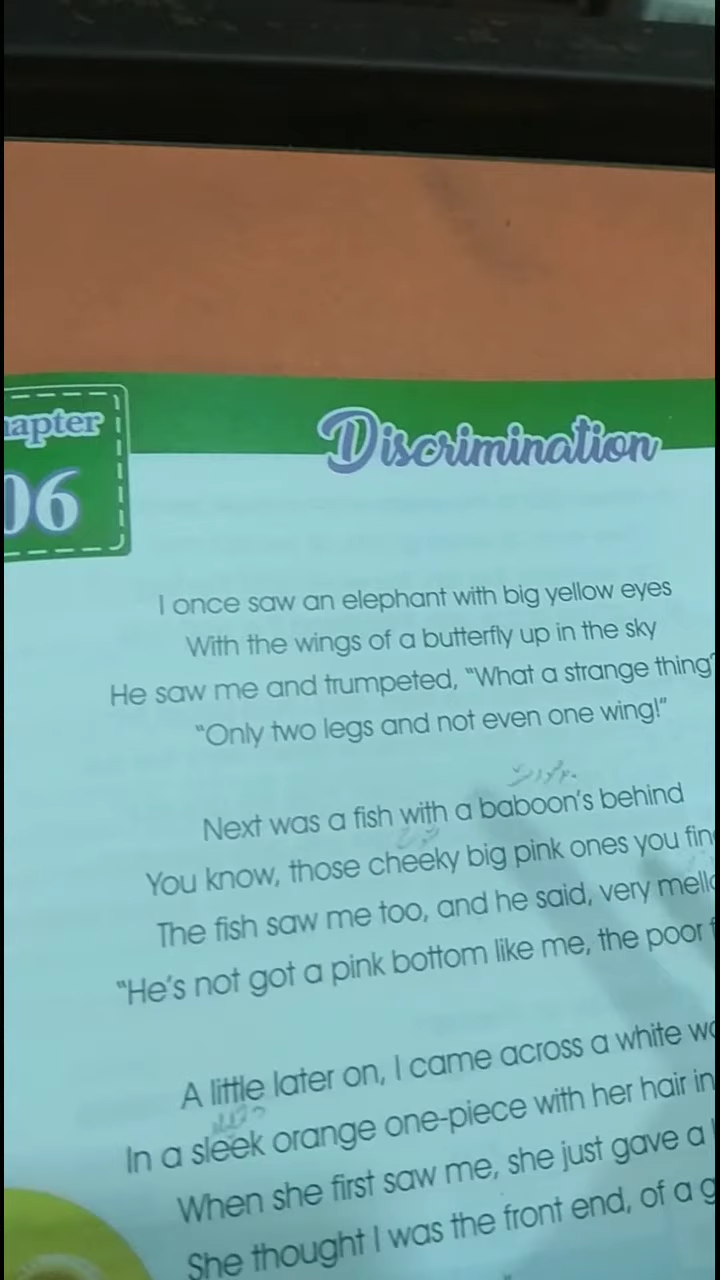 Discrimination
06
I once saw an elephant with big yellow eyes
With the wings of a butterfly up in the sky
He saw me and trumpeted, "What a strange thing
"Only two legs and not even one wing!"
Next was a fish with a baboon's behind
You know, those cheeky big pink ones you
The fish saw me too, and he said, very
"He's not got a pink bottom like me, the poor
A little later on, I came across a white
In a sleek orange one-piece with her hair in
When she first saw me, she just gave a
She thought I was the front end, of a